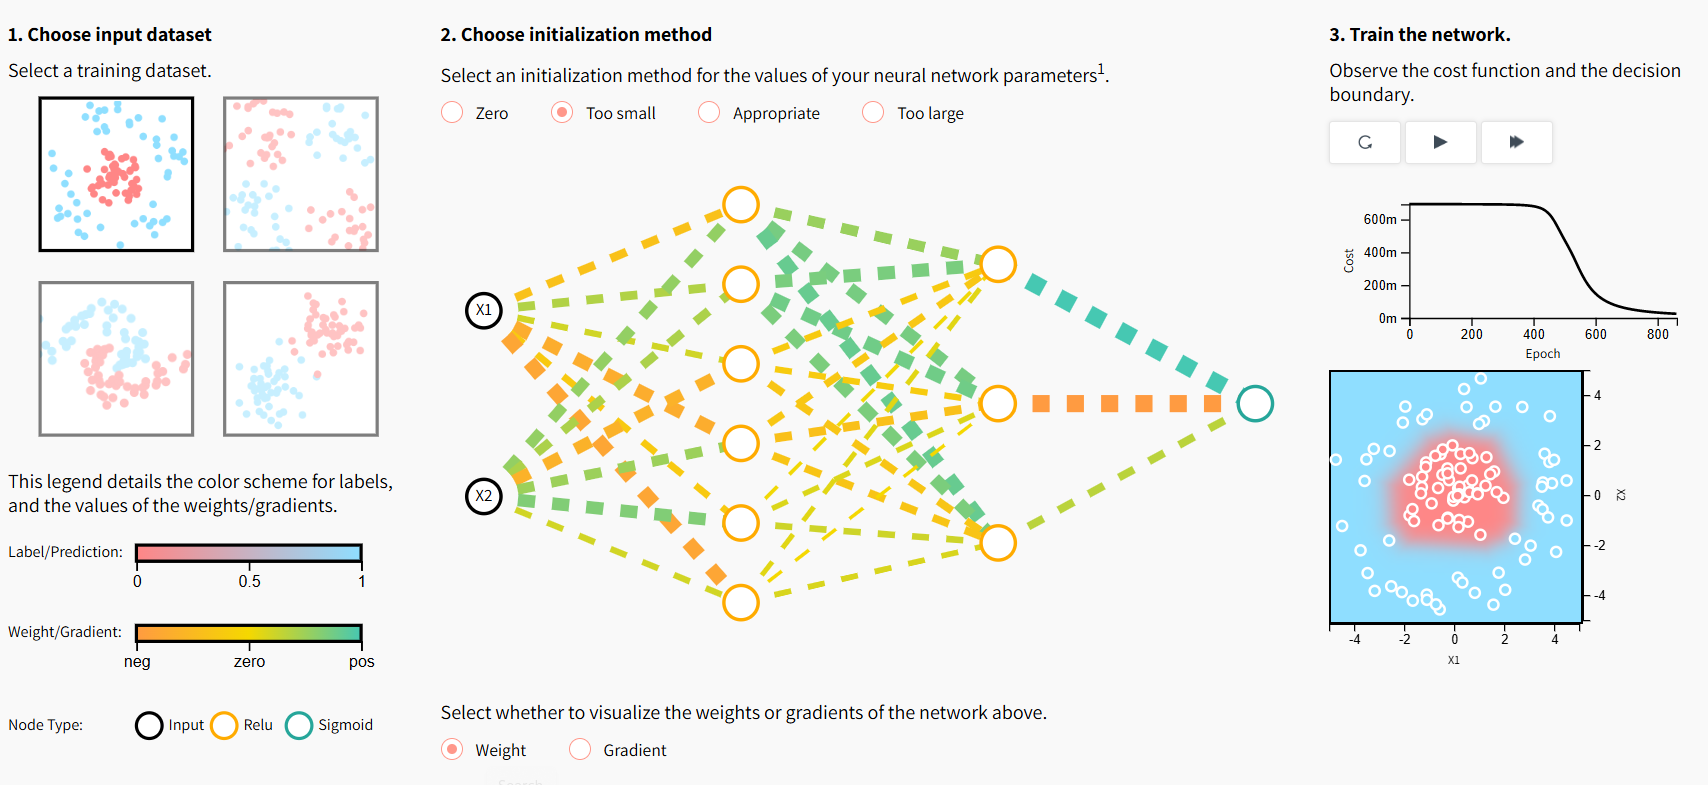 1. Choose input dataset
Select a training dataset.
This legend details the color scheme for labels,
and the values of the weights/gradients.
Label/Prediction:
0 0.5 1
Weight/Gradient:
neg zero pos
Node Type: Input Relu Sigmoid
2. Choose initialization method
Select an initialization method for the values of your neural network parameters1.
Zero Too small Appropriate Too large
X1
X2
Select whether to visualize the weights or gradients of the network above.
Weight Gradient
Search
3. Train the network.
Observe the cost function and the decision
boundary.
Cost
600m
400m
200m
0m
0 200 400 600 800
Epoch
4
2
0
-2
-4
X2
-4 -2 0 2 4
X1